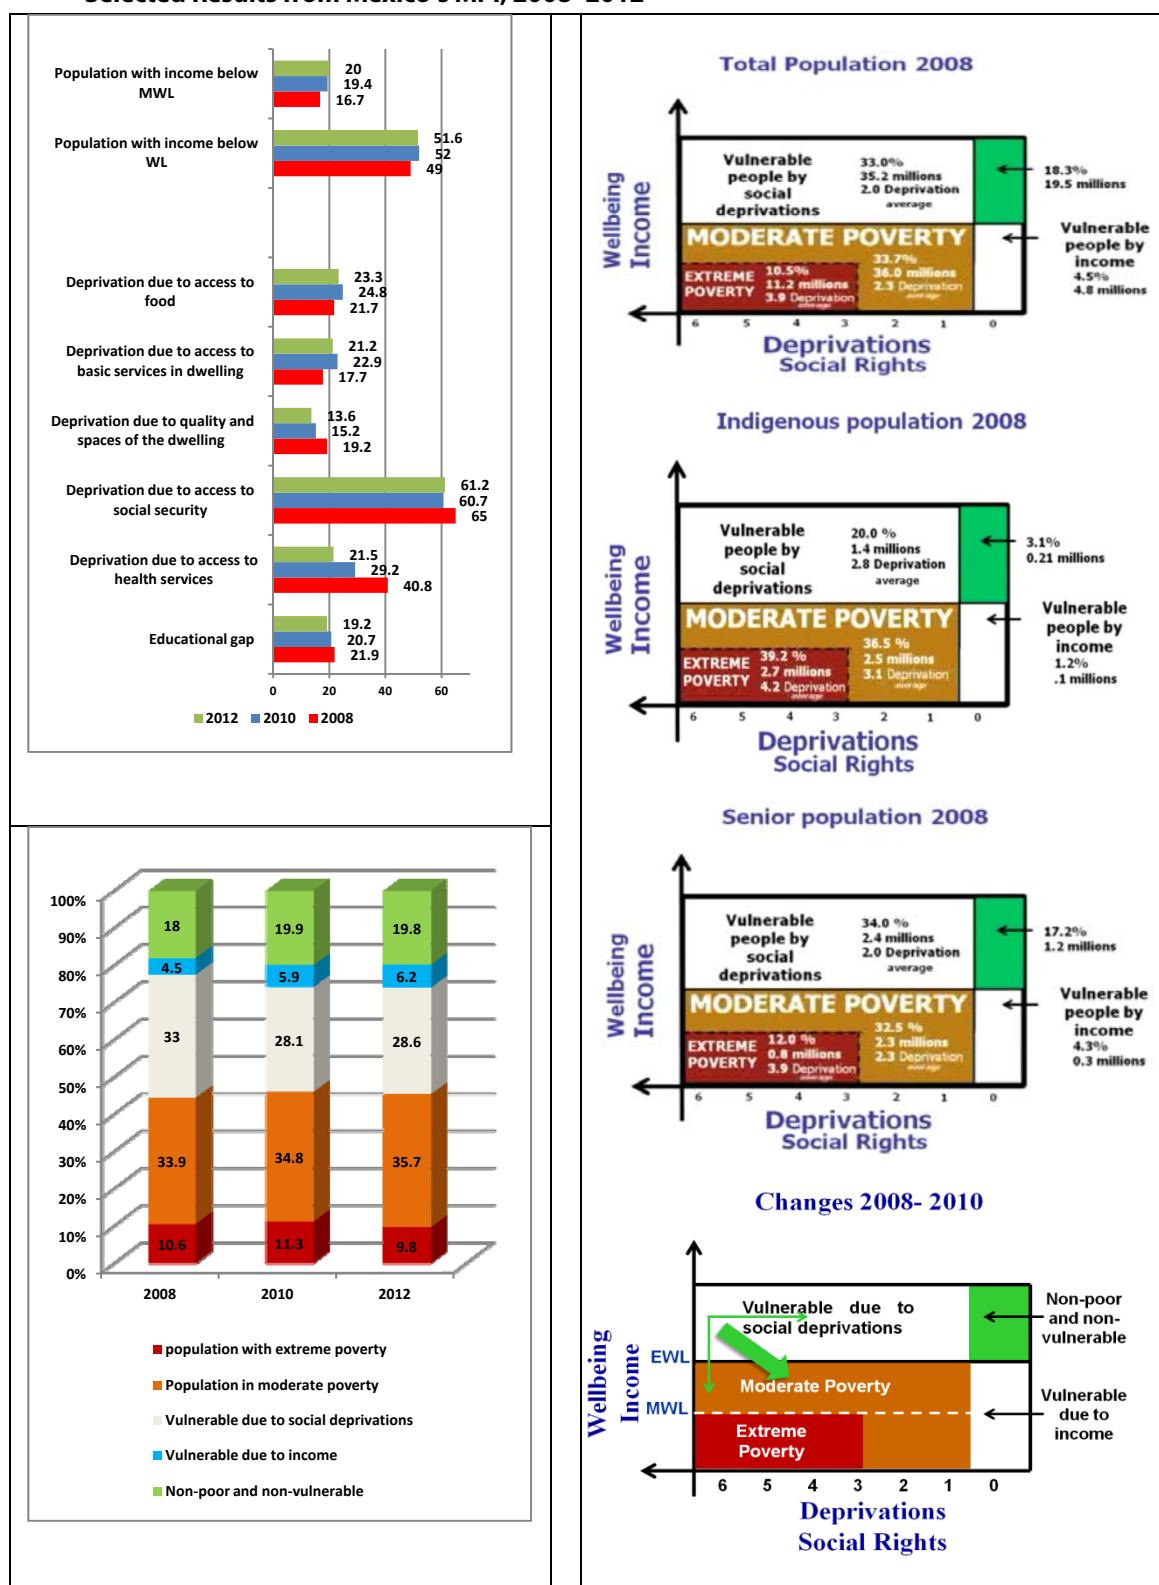 Selected Results from Mexico's MPI, 2008–2012
Population with income below
MWL
20
19.4
16.7
Population with income below
WL
51.6
52
49
Deprivation due to access to
food
23.3
24.8
21.7
Deprivation due to access to
basic services in dwelling
21.2
22.9
17.7
Deprivation due to quality and
spaces of the dwelling
13.6
15.2
19.2
Deprivation due to access to
social security
61.2
60.7
65
Deprivation due to access to
health services
21.5
29.2
40.8
Educational gap
19.2
20.7
21.9
0 20 40 60
2012 2010 2008
100%
90%
80%
70%
60%
50%
40%
30%
20%
10%
0%
18 19.9 19.8
4.5 5.9 6.2
33 28.1 28.6
33.9 34.8 35.7
10.6 11.3 9.8
2008 2010 2012
population with extreme poverty
Population in moderate poverty
Vulnerable due to social deprivations
Vulnerable due to income
Non-poor and non-vulnerable
Total Population 2008
Wellbeing
Income
Vulnerable
people by
social
deprivations
33.0%
35.2 millions
2.0 Deprivation
average
18.3%
19.5 millions
MODERATE POVERTY
33.7%
36.0 millions
2.3 Deprivation
average
EXTREME
POVERTY
10.5%
11.2 millions
3.9 Deprivation
average
Vulnerable
people by
income
4.5%
4.8 millions
6 5 4 3 2 1 0
Deprivations
Social Rights
Indigenous population 2008
Wellbeing
Income
Vulnerable
people by
social
deprivations
20.0 %
1.4 millions
2.8 Deprivation
average
3.1%
0.21 millions
MODERATE POVERTY
36.5 %
2.5 millions
3.1 Deprivation
average
EXTREME
POVERTY
39.2 %
2.7 millions
4.2 Deprivation
average
Vulnerable
people by
income
1.2%
.1 millions
6 5 4 3 2 1 0
Deprivations
Social Rights
Senior population 2008
Wellbeing
Income
Vulnerable
people by
social
deprivations
34.0 %
2.4 millions
2.0 Deprivation
average
17.2%
1.2 millions
MODERATE POVERTY
32.5 %
2.3 millions
2.3 Deprivation
average
EXTREME
POVERTY
12.0 %
0.8 millions
3.9 Deprivation
average
Vulnerable
people by
income
4.3%
0.3 millions
6 5 4 3 2 1 0
Deprivations
Social Rights
Changes 2008- 2010
Wellbeing
Income
EWL
MWL
Vulnerable due to
social deprivations
Non-poor
and non-
vulnerable
Moderate Poverty
Extreme
Poverty
Vulnerable
due to
income
6 5 4 3 2 1 0
Deprivations
Social Rights